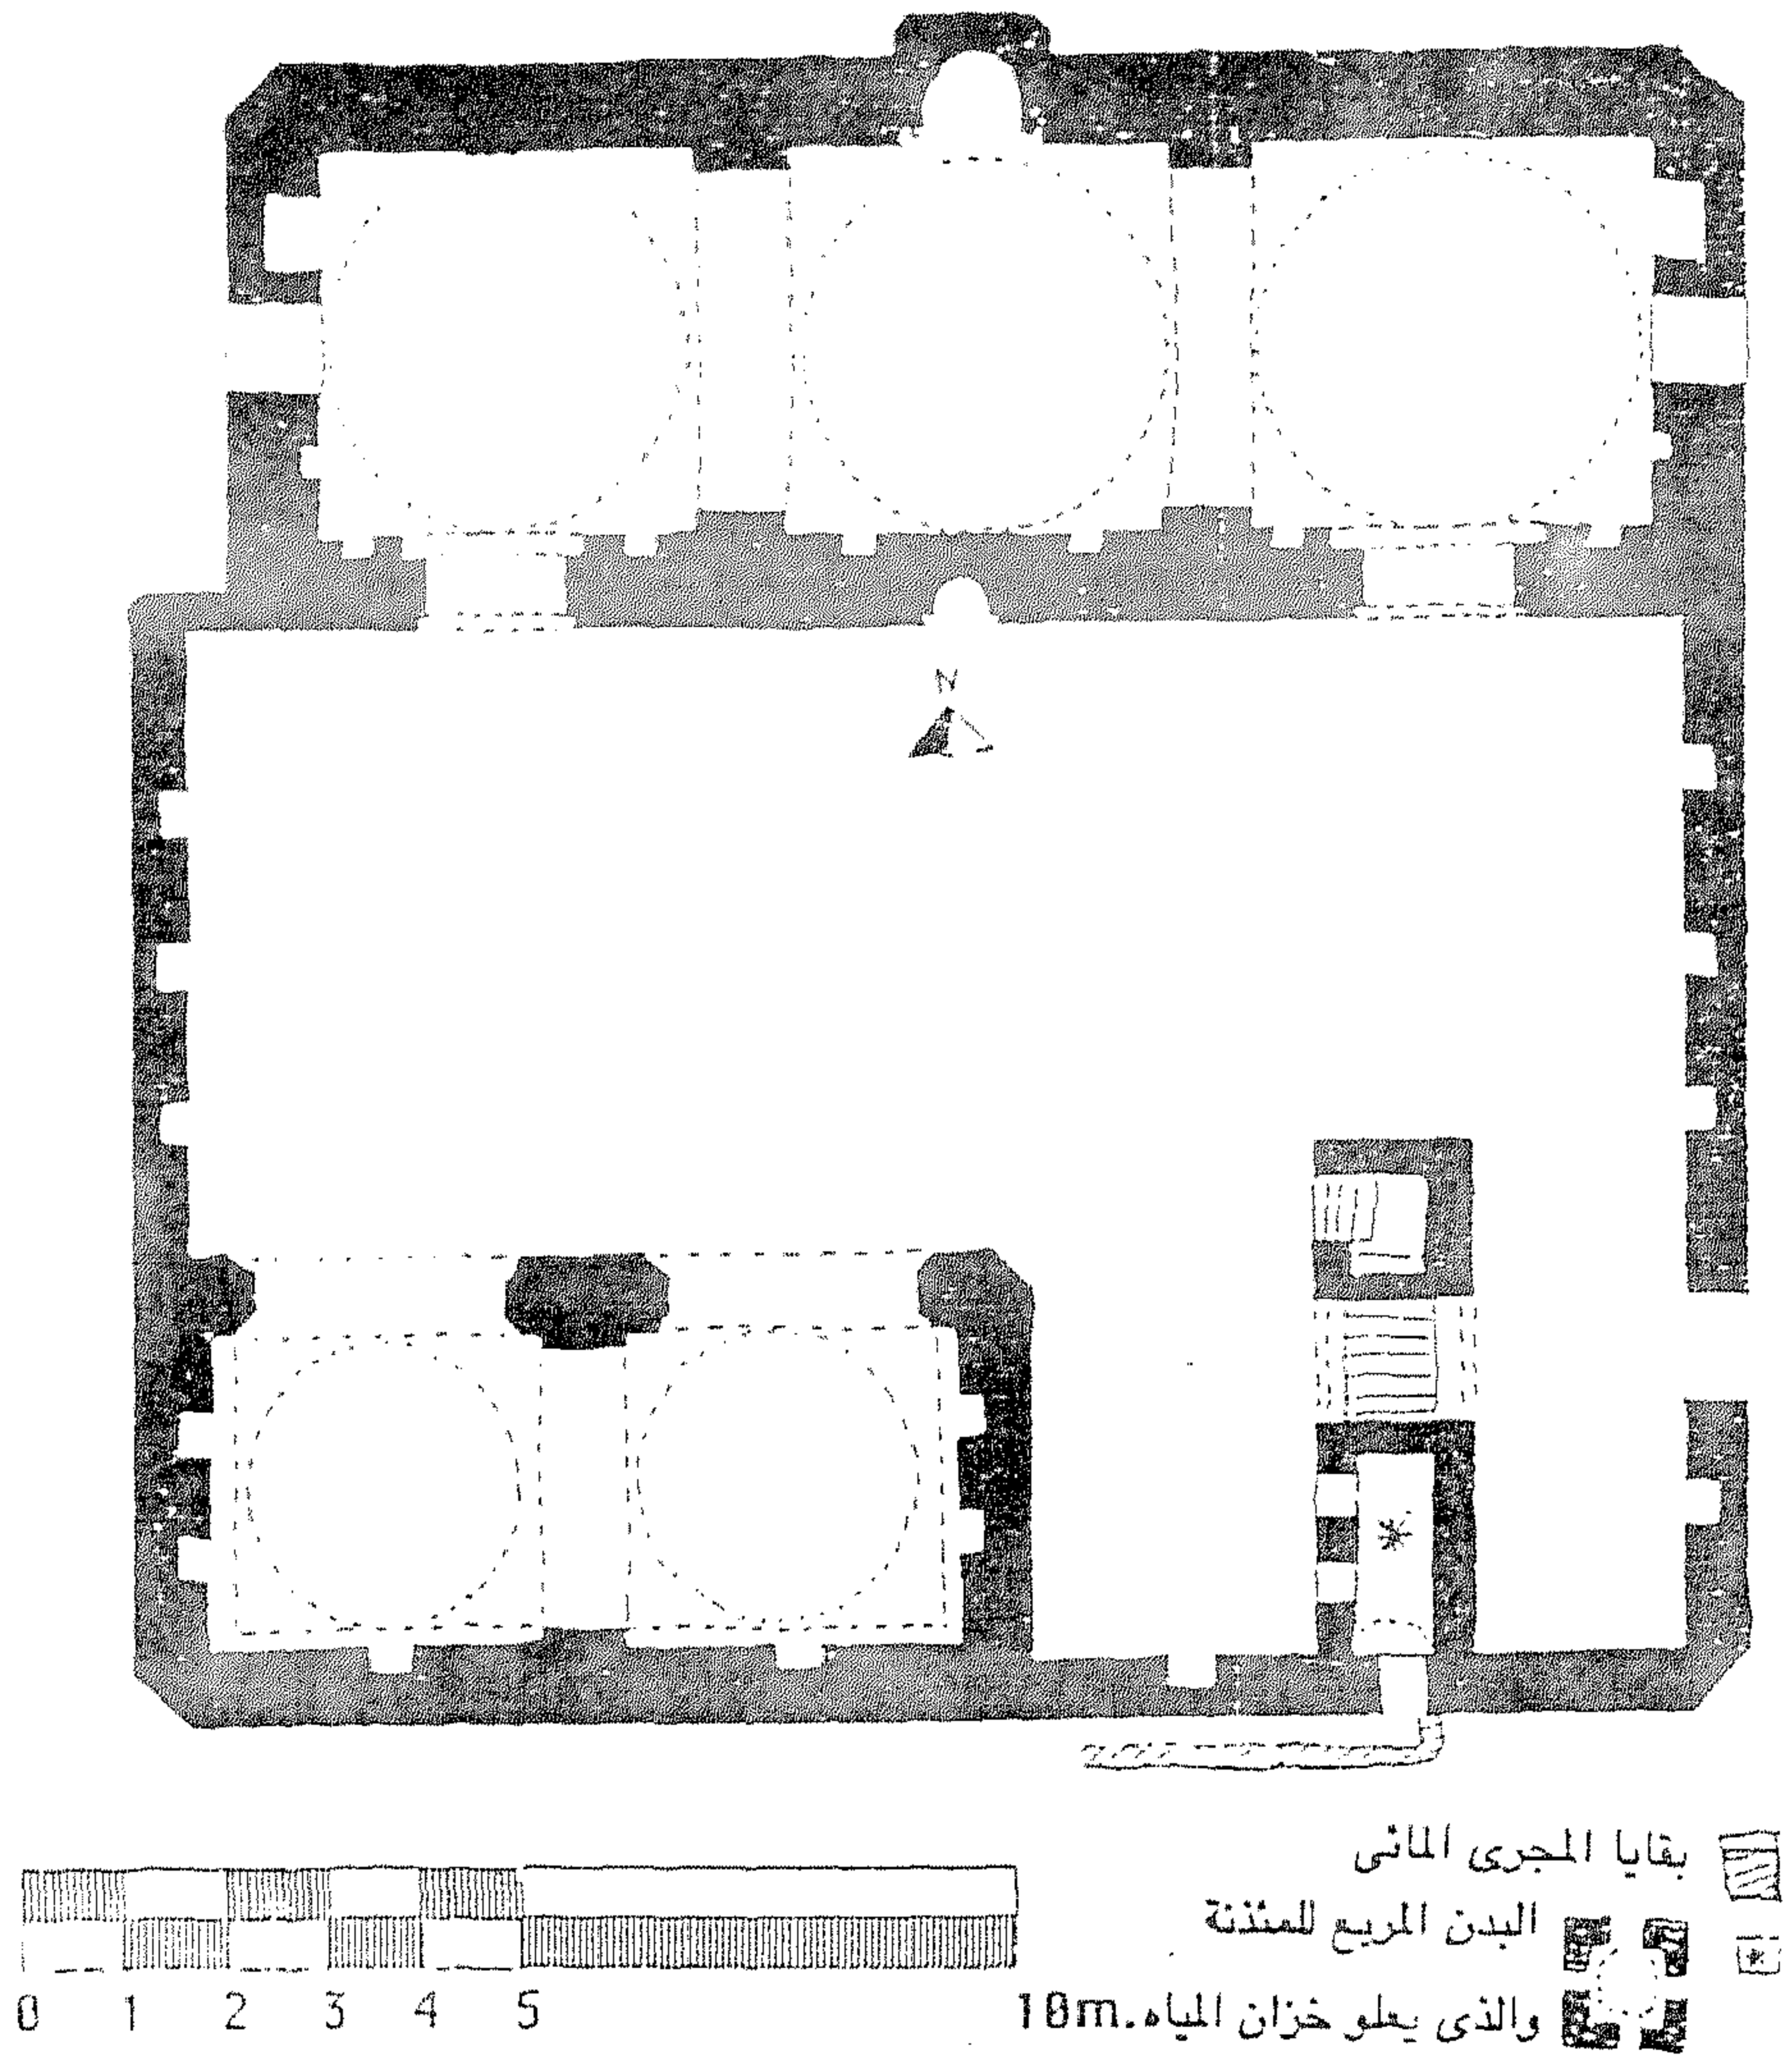 N
بقايا المجرى المائى
البدن المربع للمئذنة
والذى يعلو خزان المياه
0 1 2 3 4 5 10m.